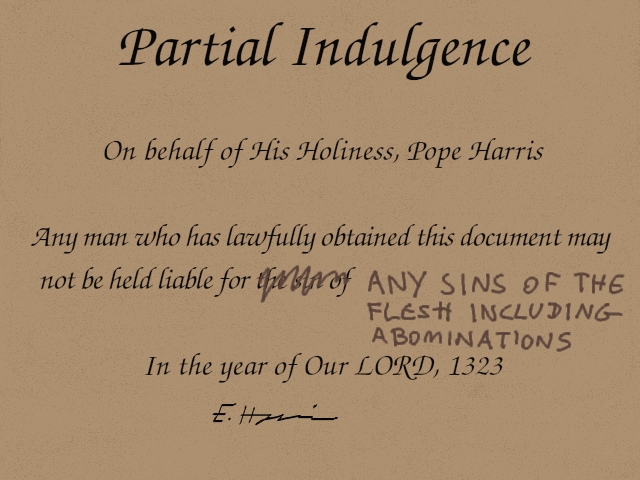 Partial Indulgence
On behalf of His Holiness, Pope Harris
Any man who has lawfully obtained this document may
not be held liable for the sin of ANY SINS OF THE
FLESH INCLUDING
ABOMINATIONS
In the year of Our LORD, 1323
E. Harris